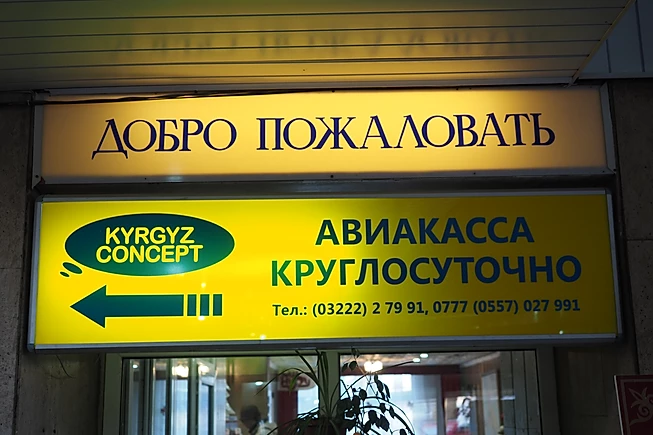 ДОБРО ПОЖАЛОВАТЬ
KYRGYZ
CONCEPT
АВИАКАССА
КРУГЛОСУТОЧНО
Тел.: (03222) 2 79 91, 0777 (0557) 027 991